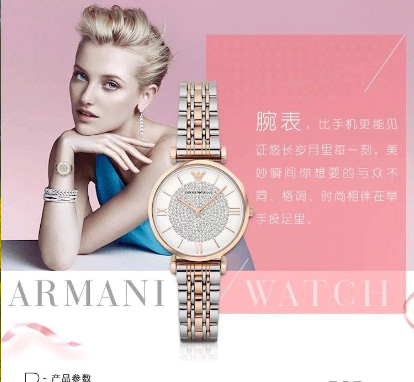 腕表，比手机更能见
证悠长岁月里每一刻，美
妙瞬间你想要的与众不
同、格调、时尚相伴在举
手投足里。
ARMANI WATCH
产品参数